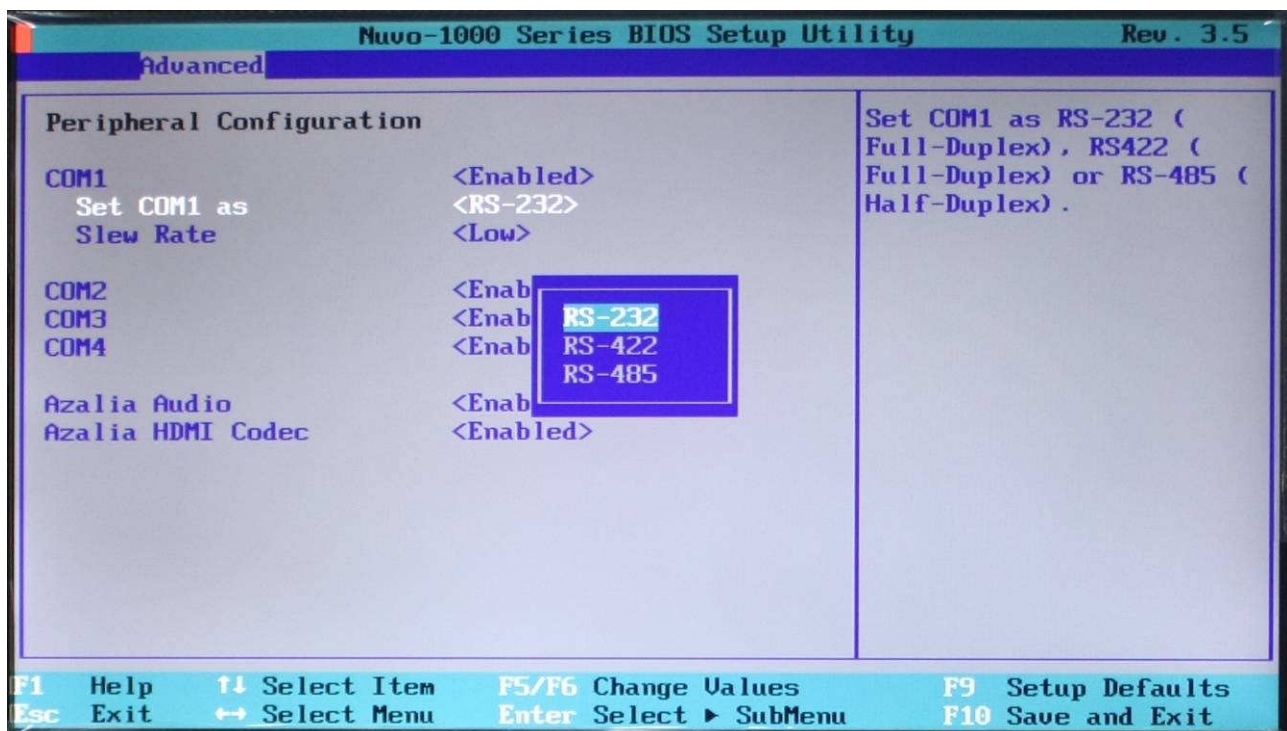 Nuvo-1000 Series BIOS Setup Utility Rev. 3.5
Advanced
Peripheral Configuration
COM1 <Enabled>
Set COM1 as <RS-232>
Slew Rate <Low>
COM2 <Enab
COM3 <Enab
COM4 <Enab
Azalia Audio <Enab
Azalia HDMI Codec <Enabled>
RS-232
RS-422
RS-485
Set COM1 as RS-232 (
Full-Duplex), RS422 (
Full-Duplex) or RS-485 (
Half-Duplex).
F1 Help ↑↓ Select Item F5/F6 Change Values F9 Setup Defaults
Esc Exit ↔ Select Menu Enter Select ▶ SubMenu F10 Save and Exit